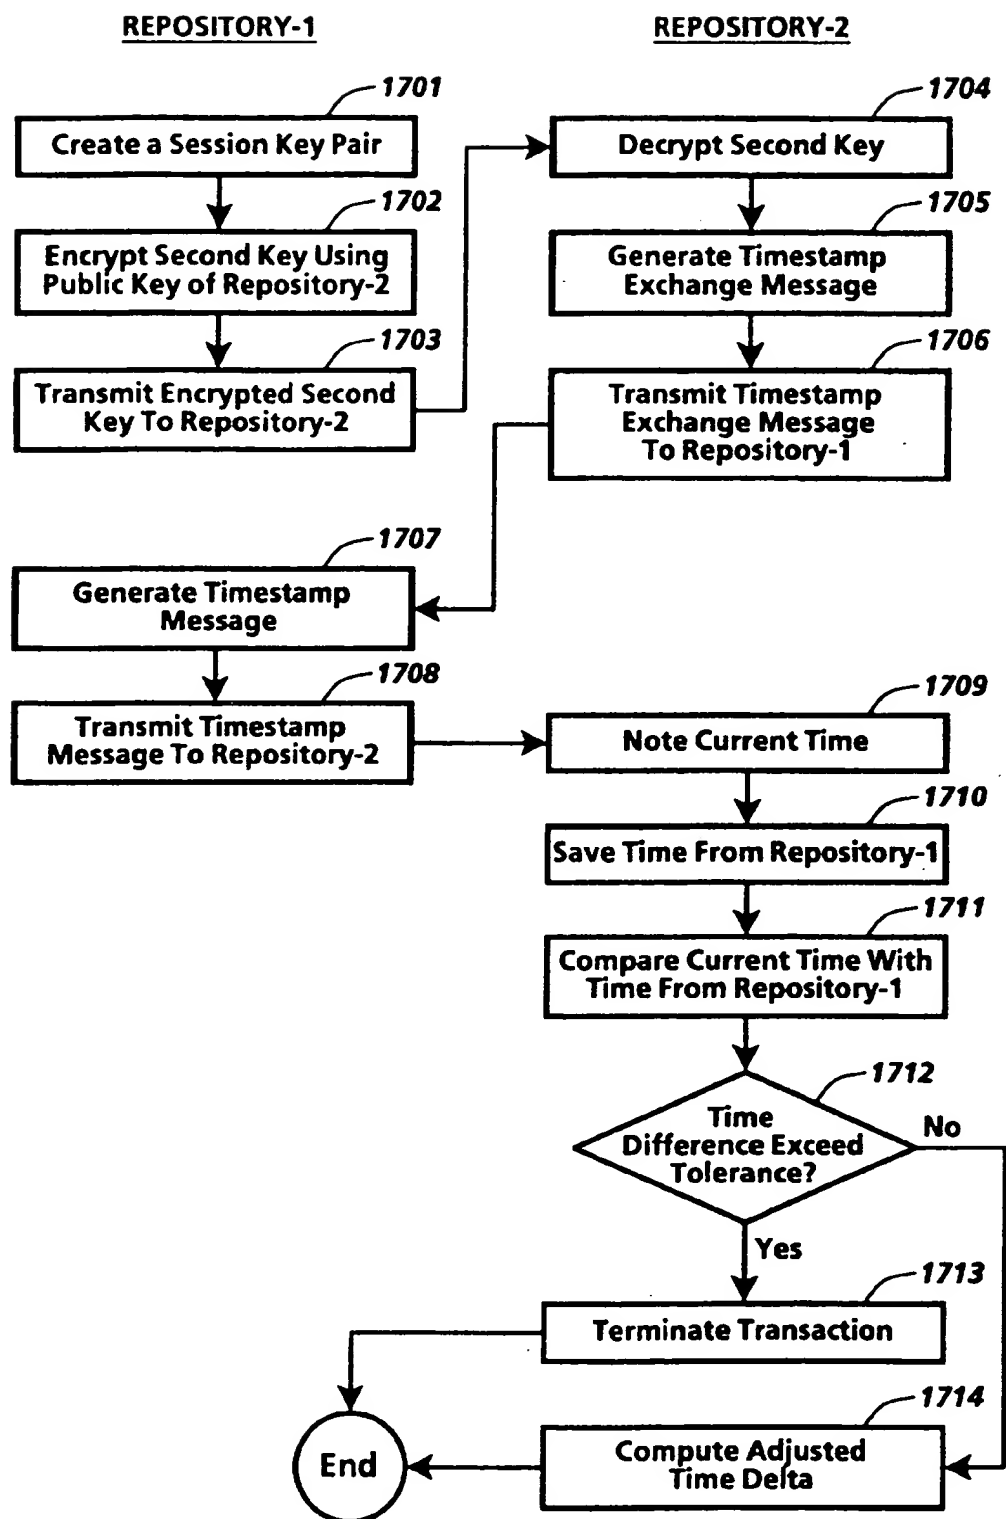 REPOSITORY-1
REPOSITORY-2
1701
Create a Session Key Pair
1702
Encrypt Second Key Using
Public Key of Repository-2
1703
Transmit Encrypted Second
Key To Repository-2
1704
Decrypt Second Key
1705
Generate Timestamp
Exchange Message
1706
Transmit Timestamp
Exchange Message
To Repository-1
1707
Generate Timestamp
Message
1708
Transmit Timestamp
Message To Repository-2
1709
Note Current Time
1710
Save Time From Repository-1
1711
Compare Current Time With
Time From Repository-1
1712
Time
Difference Exceed
Tolerance?
No
Yes
1713
Terminate Transaction
1714
Compute Adjusted
Time Delta
End